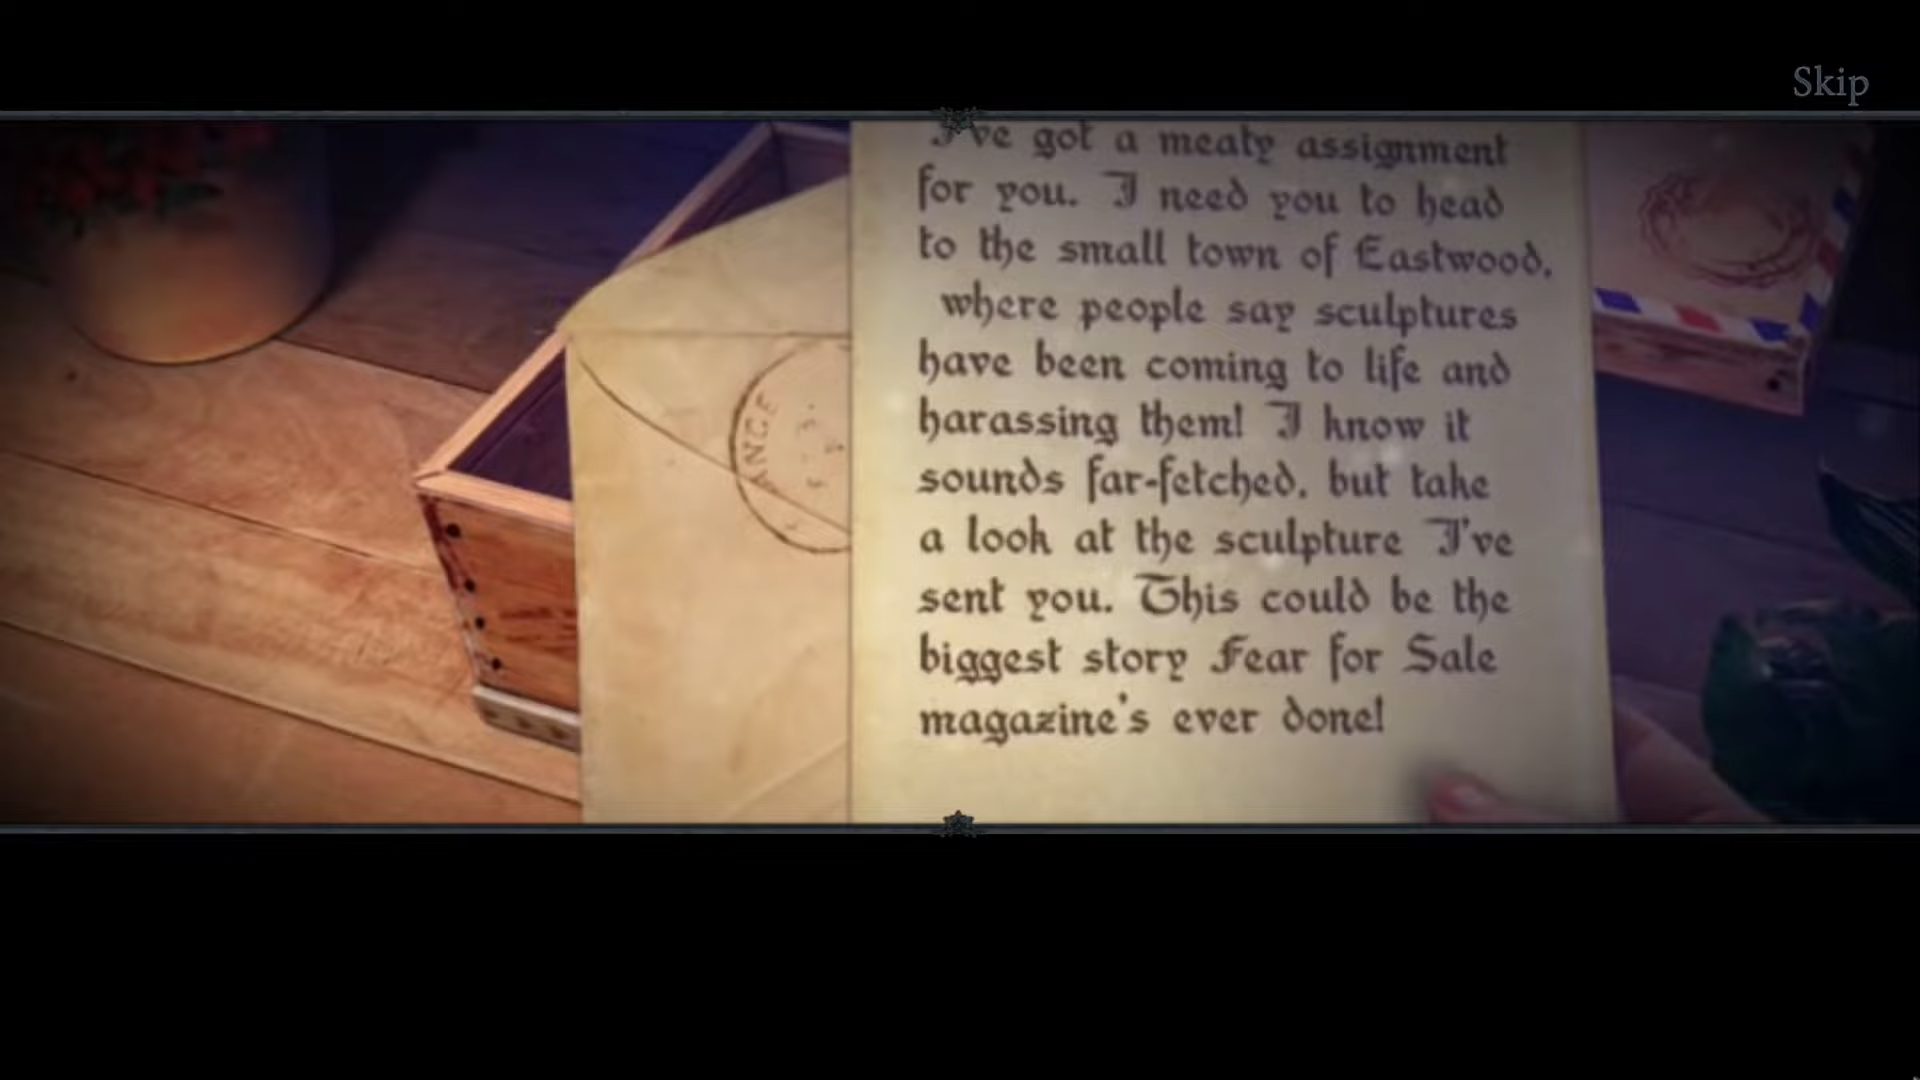 Skip
I've got a meaty assignment
for you. I need you to head
to the small town of Eastwood,
where people say sculptures
have been coming to life and
harassing them! I know it
sounds far-fetched, but take
a look at the sculpture I've
sent you. This could be the
biggest story Fear for Sale
magazine's ever done!
ANCE